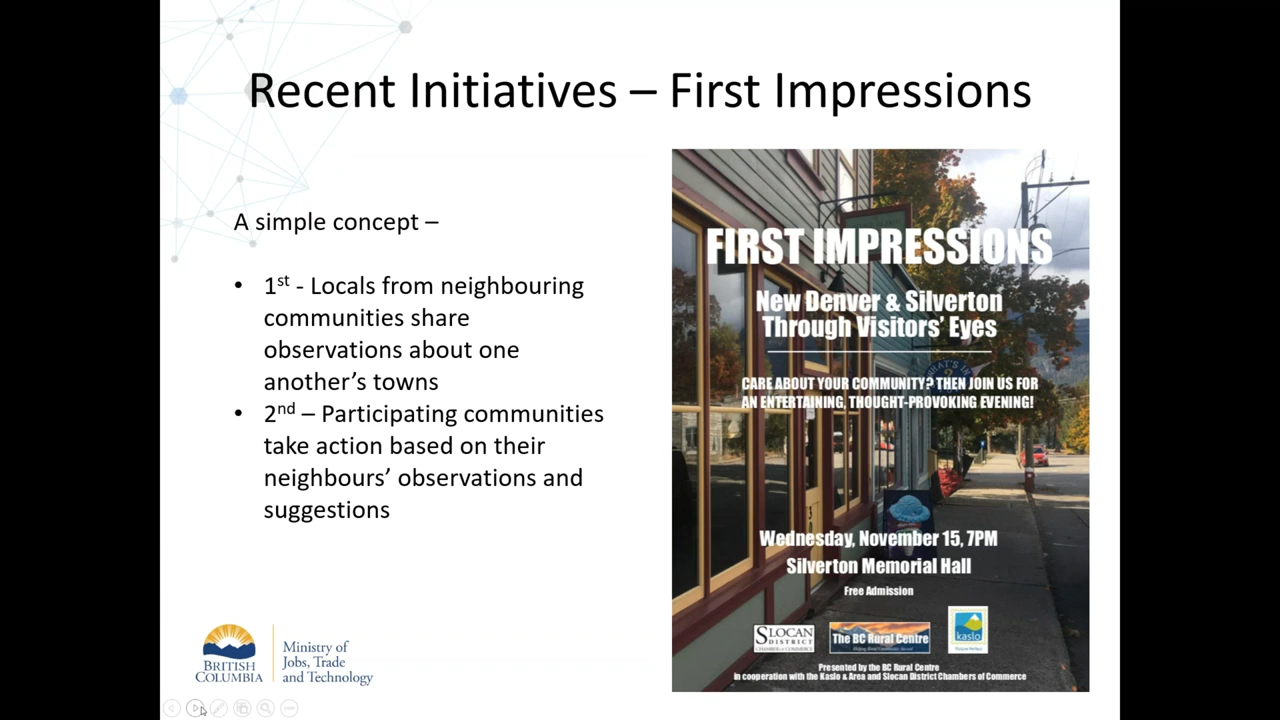 Recent Initiatives – First Impressions
A simple concept –
• 1st - Locals from neighbouring
communities share
observations about one
another’s towns
• 2nd – Participating communities
take action based on their
neighbours’ observations and
suggestions
BRITISH
COLUMBIA
Ministry of
Jobs, Trade
and Technology
FIRST IMPRESSIONS
New Denver & Silverton
Through Visitors’ Eyes
CARE ABOUT YOUR COMMUNITY? THEN JOIN US FOR
AN ENTERTAINING, THOUGHT-PROVOKING EVENING!
Wednesday, November 15, 7PM
Silverton Memorial Hall
Free Admission
SLOCAN
DISTRICT
CHAMBER OF COMMERCE
The BC Rural Centre
kaslo
Presented by the BC Rural Centre
in cooperation with the Kaslo & Area and Slocan District Chambers of Commerce